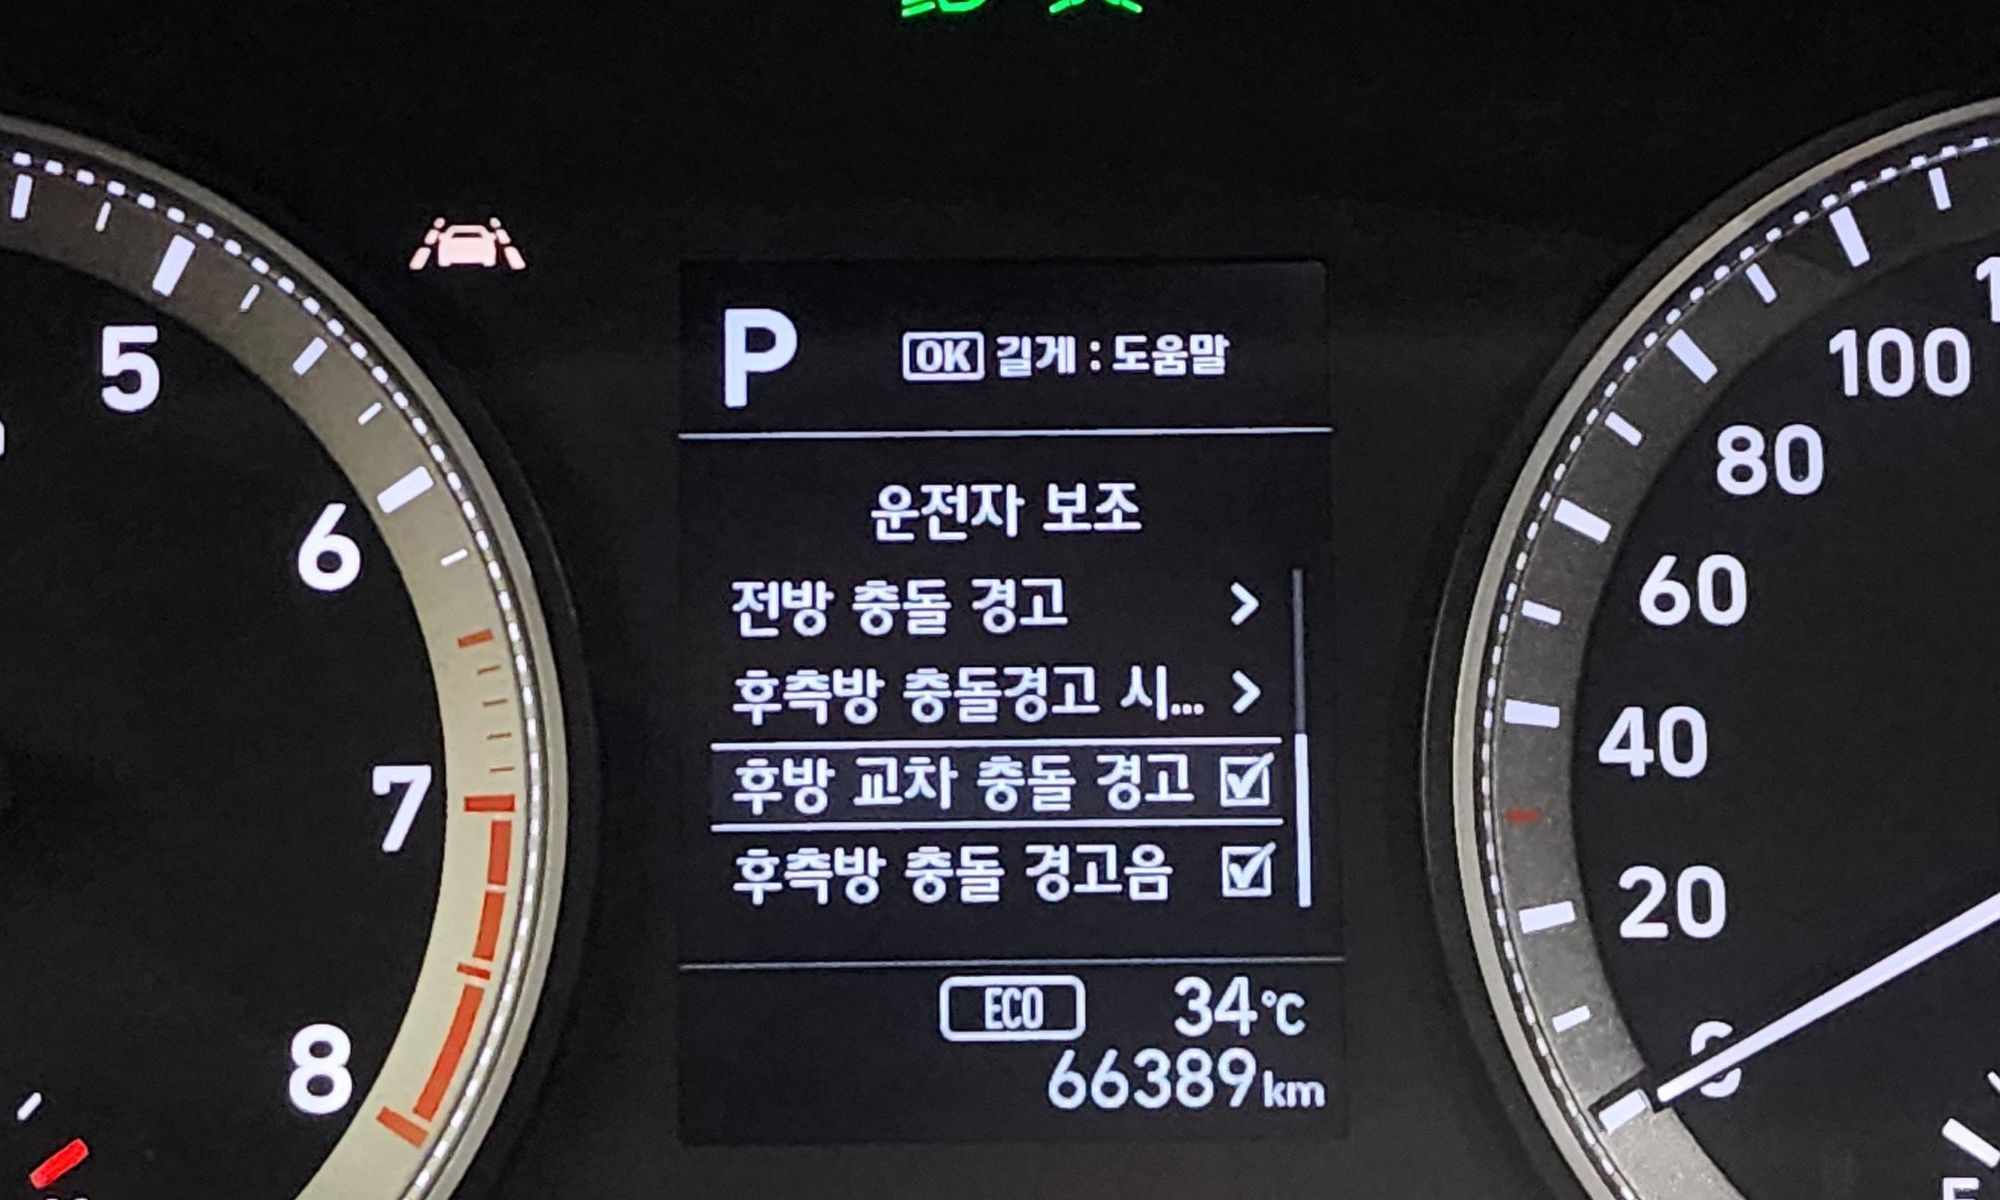 P
OK 길게 : 도움말
운전자 보조
전방 충돌 경고 >
후측방 충돌경고 시... >
후방 교차 충돌 경고
후측방 충돌 경고음
ECO 34°C
66389km
5
6
7
8
100
80
60
40
20
0